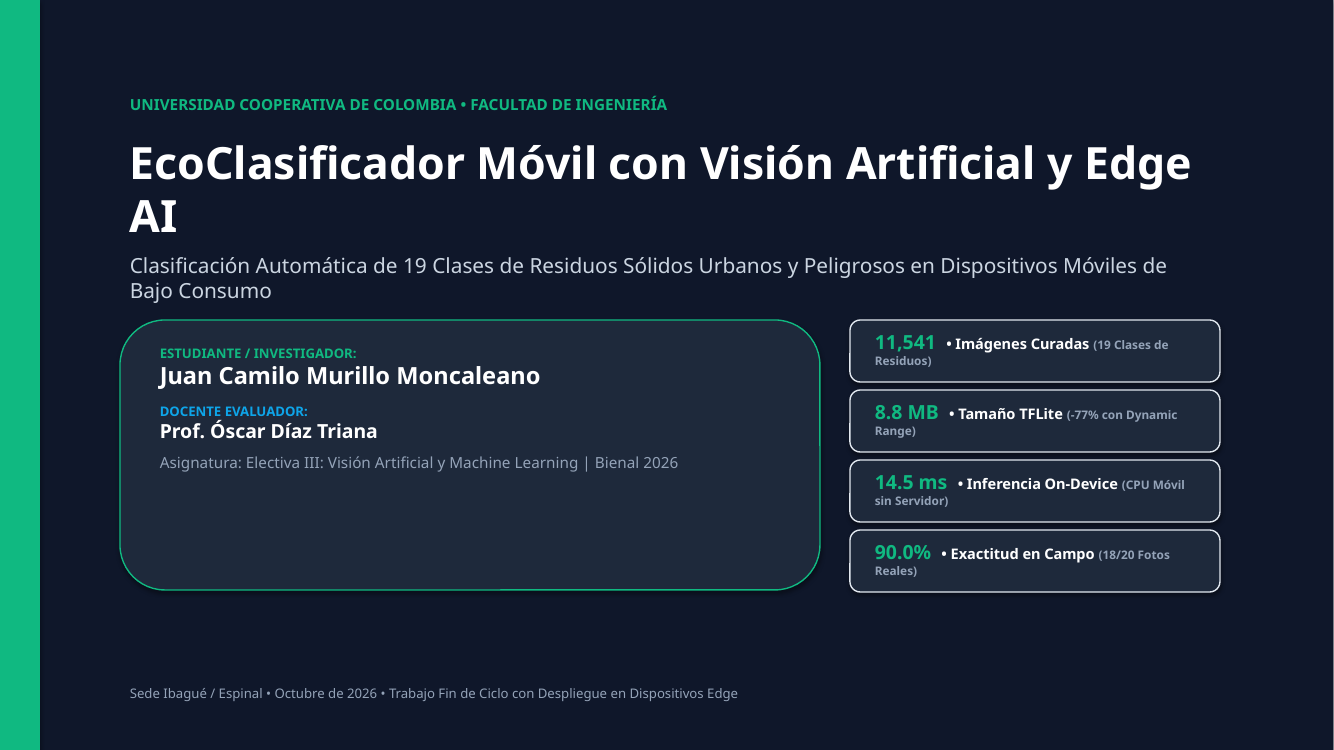 UNIVERSIDAD COOPERATIVA DE COLOMBIA • FACULTAD DE INGENIERÍA
EcoClasificador Móvil con Visión Artificial y Edge
AI
Clasificación Automática de 19 Clases de Residuos Sólidos Urbanos y Peligrosos en Dispositivos Móviles de
Bajo Consumo
ESTUDIANTE / INVESTIGADOR:
Juan Camilo Murillo Moncaleano
DOCENTE EVALUADOR:
Prof. Óscar Díaz Triana
Asignatura: Electiva III: Visión Artificial y Machine Learning | Bienal 2026
11,541 • Imágenes Curadas (19 Clases de
Residuos)
8.8 MB • Tamaño TFLite (-77% con Dynamic
Range)
14.5 ms • Inferencia On-Device (CPU Móvil
sin Servidor)
90.0% • Exactitud en Campo (18/20 Fotos
Reales)
Sede Ibagué / Espinal • Octubre de 2026 • Trabajo Fin de Ciclo con Despliegue en Dispositivos Edge